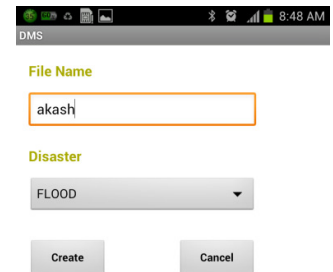 8:48 AM
DMS
File Name
akash
Disaster
FLOOD
Create Cancel